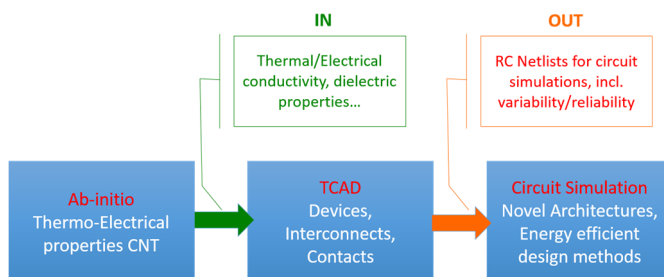 IN
Thermal/Electrical
conductivity, dielectric
properties…
OUT
RC Netlists for circuit
simulations, incl.
variability/reliability
Ab-initio
Thermo-Electrical
properties CNT
TCAD
Devices,
Interconnects,
Contacts
Circuit Simulation
Novel Architectures,
Energy efficient
design methods